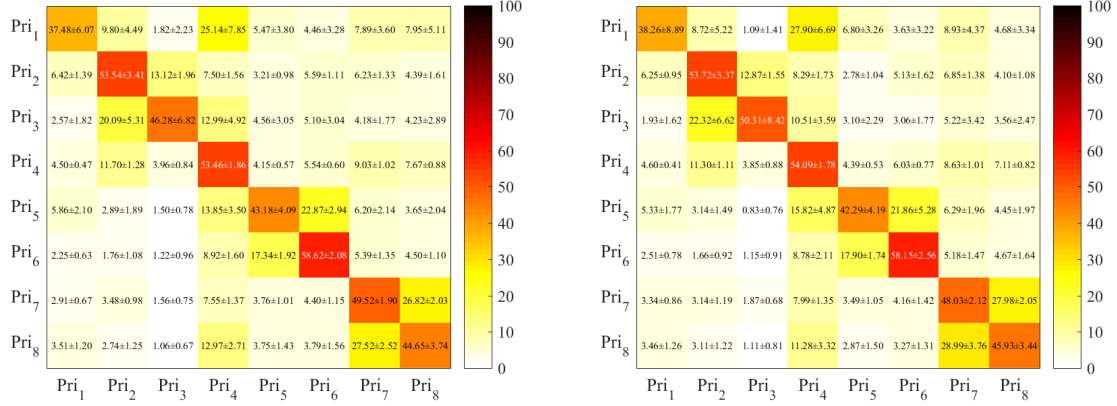 100
90
80
70
60
50
40
30
20
10
0
Pri1 37.48±6.07 9.80±4.49 1.82±2.23 25.14±7.85 5.47±3.80 4.46±3.28 7.89±3.60 7.95±5.11
Pri2 6.42±1.39 53.54±3.41 13.12±1.96 7.50±1.56 3.21±0.98 5.59±1.11 6.23±1.33 4.39±1.61
Pri3 2.57±1.82 20.09±5.31 46.28±6.82 12.99±4.92 4.56±3.05 5.10±3.04 4.18±1.77 4.23±2.89
Pri4 4.50±0.47 11.70±1.28 3.96±0.84 53.46±1.86 4.15±0.57 5.54±0.60 9.03±1.02 7.67±0.88
Pri5 5.86±2.10 2.89±1.89 1.50±0.78 13.85±3.50 43.18±4.09 22.87±2.94 6.20±2.14 3.65±2.04
Pri6 2.25±0.63 1.76±1.08 1.22±0.96 8.92±1.60 17.34±1.92 58.62±2.08 5.39±1.35 4.50±1.10
Pri7 2.91±0.67 3.48±0.98 1.56±0.75 7.55±1.37 3.76±1.01 4.40±1.15 49.52±1.90 26.82±2.03
Pri8 3.51±1.20 2.74±1.25 1.06±0.67 12.97±2.71 3.75±1.43 3.79±1.56 27.52±2.52 44.65±3.74
Pri1 Pri2 Pri3 Pri4 Pri5 Pri6 Pri7 Pri8
100
90
80
70
60
50
40
30
20
10
0
Pri1 38.26±8.89 8.72±5.22 1.09±1.41 27.90±6.69 6.80±3.26 3.63±3.22 8.93±4.37 4.68±3.34
Pri2 6.25±0.95 53.72±3.37 12.87±1.55 8.29±1.73 2.78±1.04 5.13±1.62 6.85±1.38 4.10±1.08
Pri3 1.93±1.62 22.32±6.62 50.31±8.42 10.51±3.59 3.10±2.29 3.06±1.77 5.22±3.42 3.56±2.47
Pri4 4.60±0.41 11.30±1.11 3.85±0.88 54.09±1.78 4.39±0.53 6.03±0.77 8.63±1.01 7.11±0.82
Pri5 5.33±1.77 3.14±1.49 0.83±0.76 15.82±4.87 42.29±4.19 21.86±5.28 6.29±1.96 4.45±1.97
Pri6 2.51±0.78 1.66±0.92 1.15±0.91 8.78±2.11 17.90±1.74 58.15±2.56 5.18±1.47 4.67±1.64
Pri7 3.34±0.86 3.14±1.19 1.87±0.68 7.99±1.35 3.49±1.05 4.16±1.42 48.03±2.12 27.98±2.05
Pri8 3.46±1.26 3.11±1.22 1.11±0.81 11.28±3.32 2.87±1.50 3.27±1.31 28.99±3.76 45.93±3.44
Pri1 Pri2 Pri3 Pri4 Pri5 Pri6 Pri7 Pri8